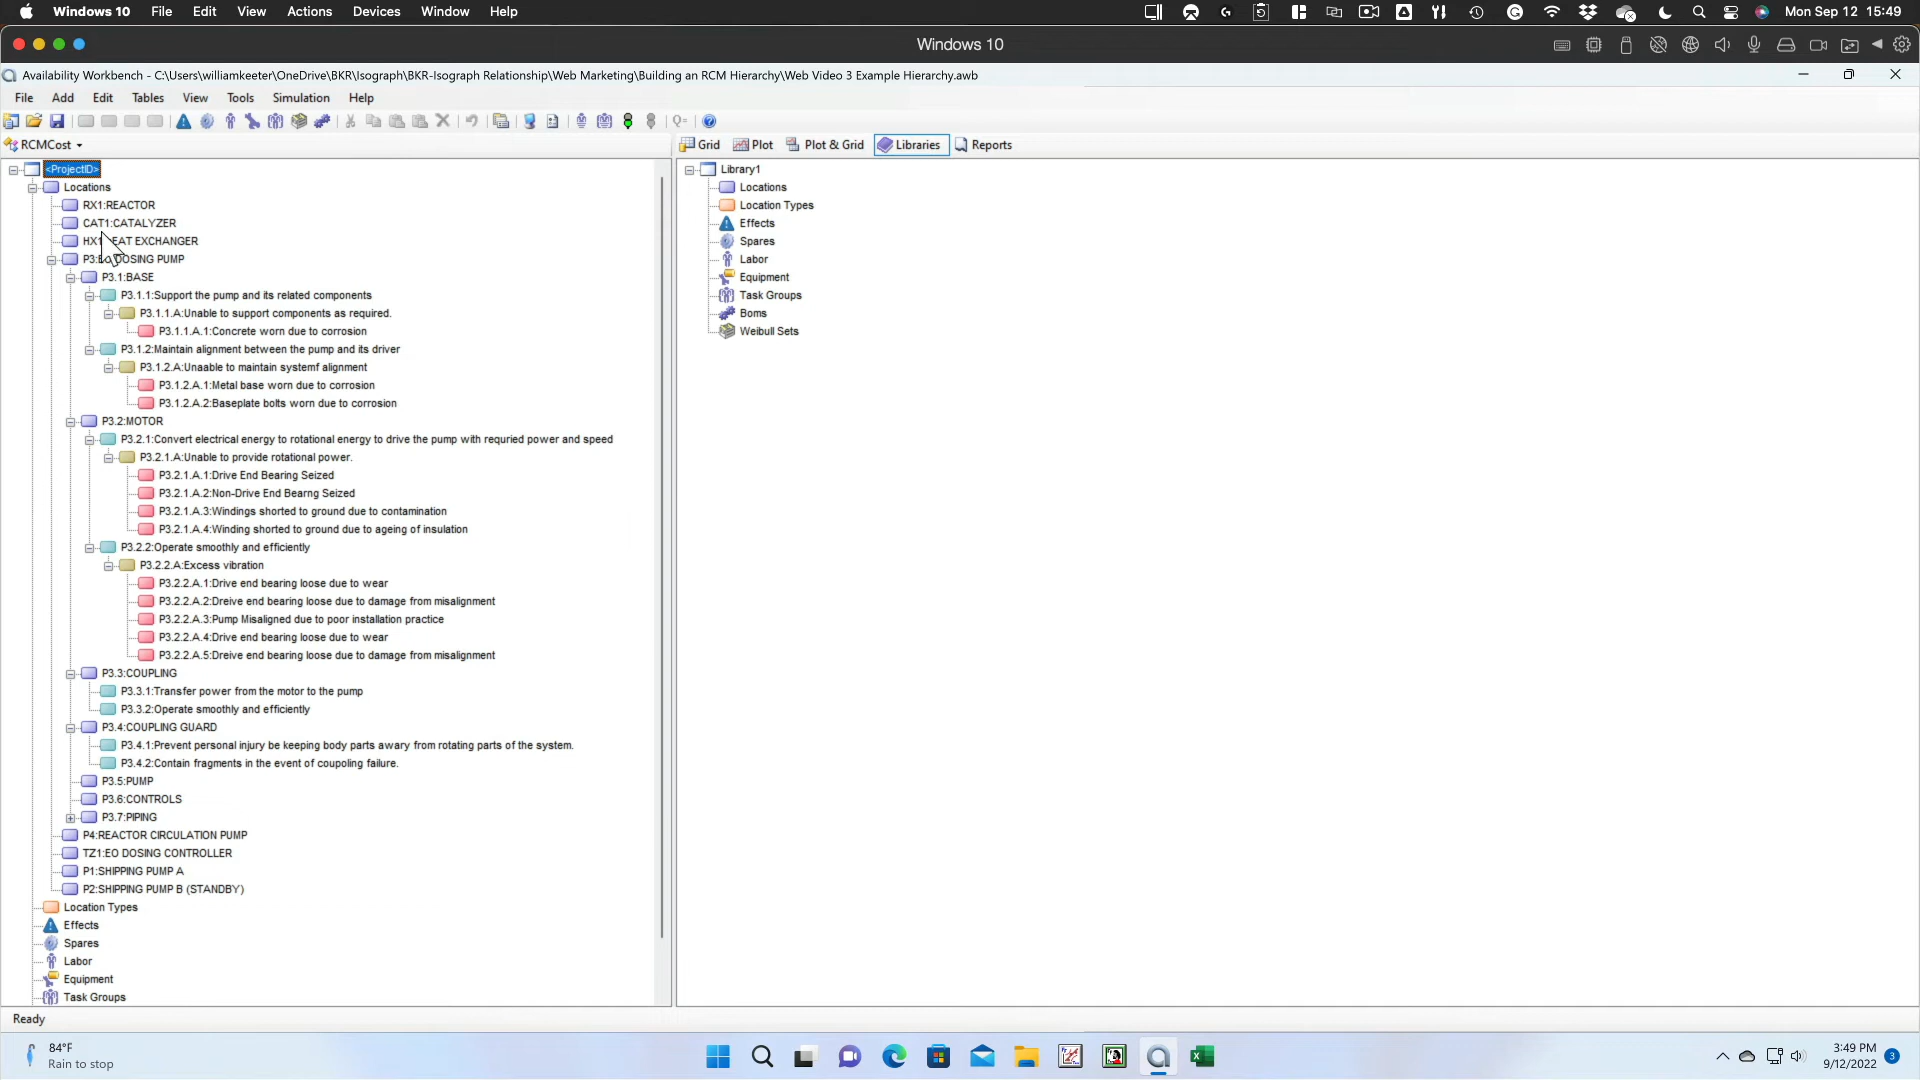 Windows 10 File Edit View Actions Devices Window Help Mon Sep 12 15:49
Windows 10
Availability Workbench - C:\Users\williamkeeter\OneDrive\BKR\Isograph\BKR-Isograph Relationship\Web Marketing\Building an RCM Hierarchy\Web Video 3 Example Hierarchy.awb
File Add Edit Tables View Tools Simulation Help
RCMCost
Grid Plot Plot & Grid Libraries Reports
<ProjectID>
Locations
RX1:REACTOR
CAT1:CATALYZER
EAT EXCHANGER
DOSING PUMP
P3.1:BASE
P3.1.1:Support the pump and its related components
P3.1.1.A:Unable to support components as required.
P3.1.1.A.1:Concrete worn due to corrosion
P3.1.2:Maintain alignment between the pump and its driver
P3.1.2.A:Unaable to maintain systemf alignment
P3.1.2.A.1:Metal base worn due to corrosion
P3.1.2.A.2:Baseplate bolts worn due to corrosion
P3.2:MOTOR
P3.2.1:Convert electrical energy to rotational energy to drive the pump with requried power and speed
P3.2.1.A:Unable to provide rotational power.
P3.2.1.A.1:Drive End Bearing Seized
P3.2.1.A.2:Non-Drive End Bearng Seized
P3.2.1.A.3:Windings shorted to ground due to contamination
P3.2.1.A.4:Winding shorted to ground due to ageing of insulation
P3.2.2:Operate smoothly and efficiently
P3.2.2.A:Excess vibration
P3.2.2.A.1:Drive end bearing loose due to wear
P3.2.2.A.2:Dreive end bearing loose due to damage from misalignment
P3.2.2.A.3:Pump Misaligned due to poor installation practice
P3.2.2.A.4:Drive end bearing loose due to wear
P3.2.2.A.5:Dreive end bearing loose due to damage from misalignment
P3.3:COUPLING
P3.3.1:Transfer power from the motor to the pump
P3.3.2:Operate smoothly and efficiently
P3.4:COUPLING GUARD
P3.4.1:Prevent personal injury be keeping body parts awary from rotating parts of the system.
P3.4.2:Contain fragments in the event of coupoling failure.
P3.5:PUMP
P3.6:CONTROLS
P3.7:PIPING
P4:REACTOR CIRCULATION PUMP
TZ1:EO DOSING CONTROLLER
P1:SHIPPING PUMP A
P2:SHIPPING PUMP B (STANDBY)
Location Types
Effects
Spares
Labor
Equipment
Task Groups
Library1
Locations
Location Types
Effects
Spares
Labor
Equipment
Task Groups
Boms
Weibull Sets
Ready
84°F
Rain to stop
3:49 PM
9/12/2022
3